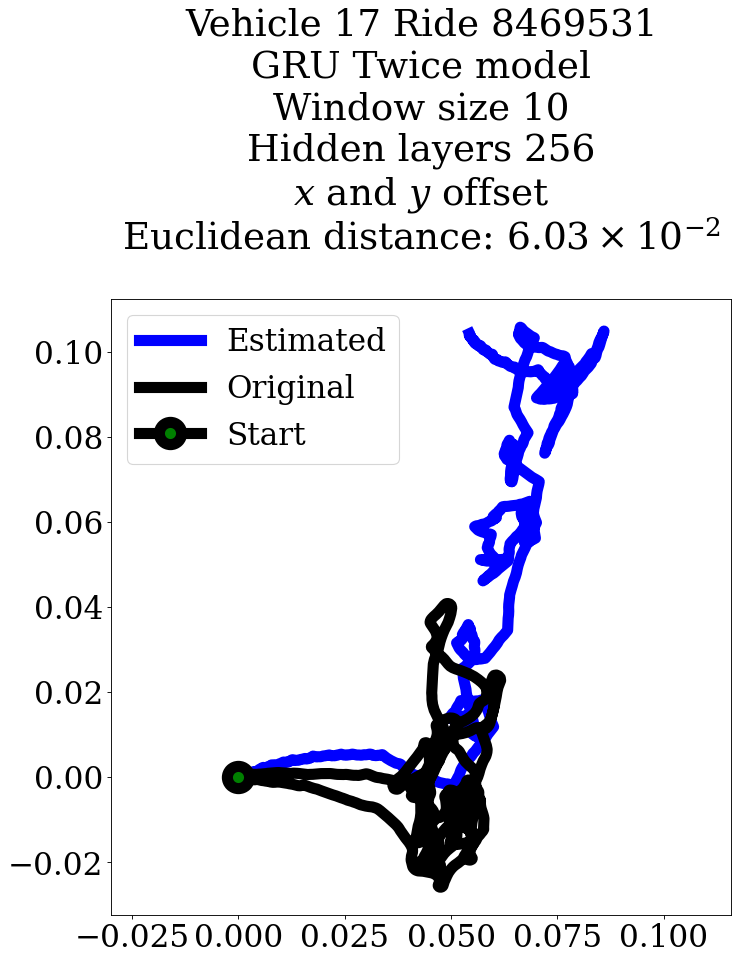 Vehicle 17 Ride 8469531
GRU Twice model
Window size 10
Hidden layers 256
x and y offset
Euclidean distance: 6.03 × 10⁻²
Estimated
Original
Start
0.10
0.08
0.06
0.04
0.02
0.00
−0.02
−0.025 0.000 0.025 0.050 0.075 0.100